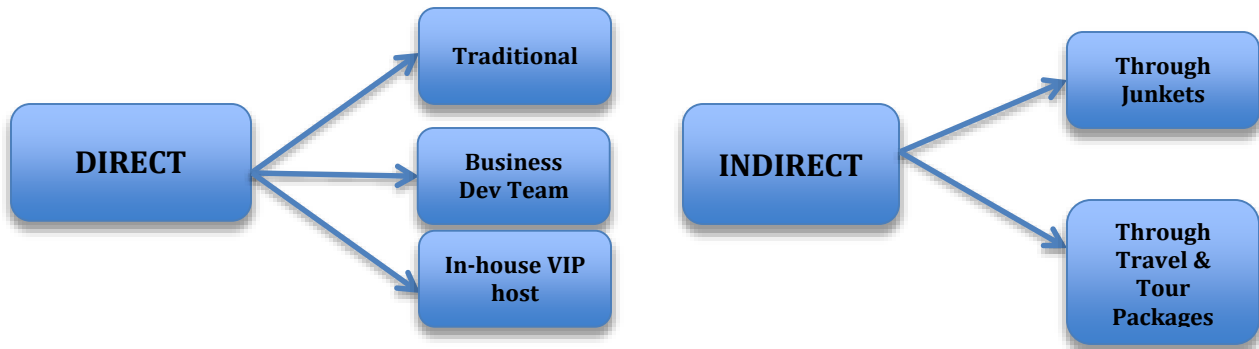 DIRECT
Traditional
Business
Dev Team
In-house VIP
host
INDIRECT
Through
Junkets
Through
Travel &
Tour
Packages